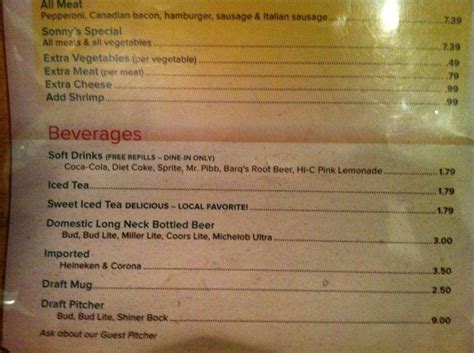 All Meat
Pepperoni, Canadian bacon, hamburger, sausage & Italian sausage 7.39
Sonny's Special
All meats & all vegetables 7.39
Extra Vegetables (per vegetable) .49
Extra Meat (per meat) .79
Extra Cheese .99
Add Shrimp .99
Beverages
Soft Drinks (FREE REFILLS – DINE-IN ONLY)
Coca-Cola, Diet Coke, Sprite, Mr. Pibb, Barq's Root Beer, Hi-C Pink Lemonade 1.79
Iced Tea 1.79
Sweet Iced Tea DELICIOUS – LOCAL FAVORITE! 1.79
Domestic Long Neck Bottled Beer
Bud, Bud Lite, Miller Lite, Coors Lite, Michelob Ultra 3.00
Imported
Heineken & Corona 3.50
Draft Mug 2.50
Draft Pitcher
Bud, Bud Lite, Shiner Bock 9.00
Ask about our Guest Pitcher